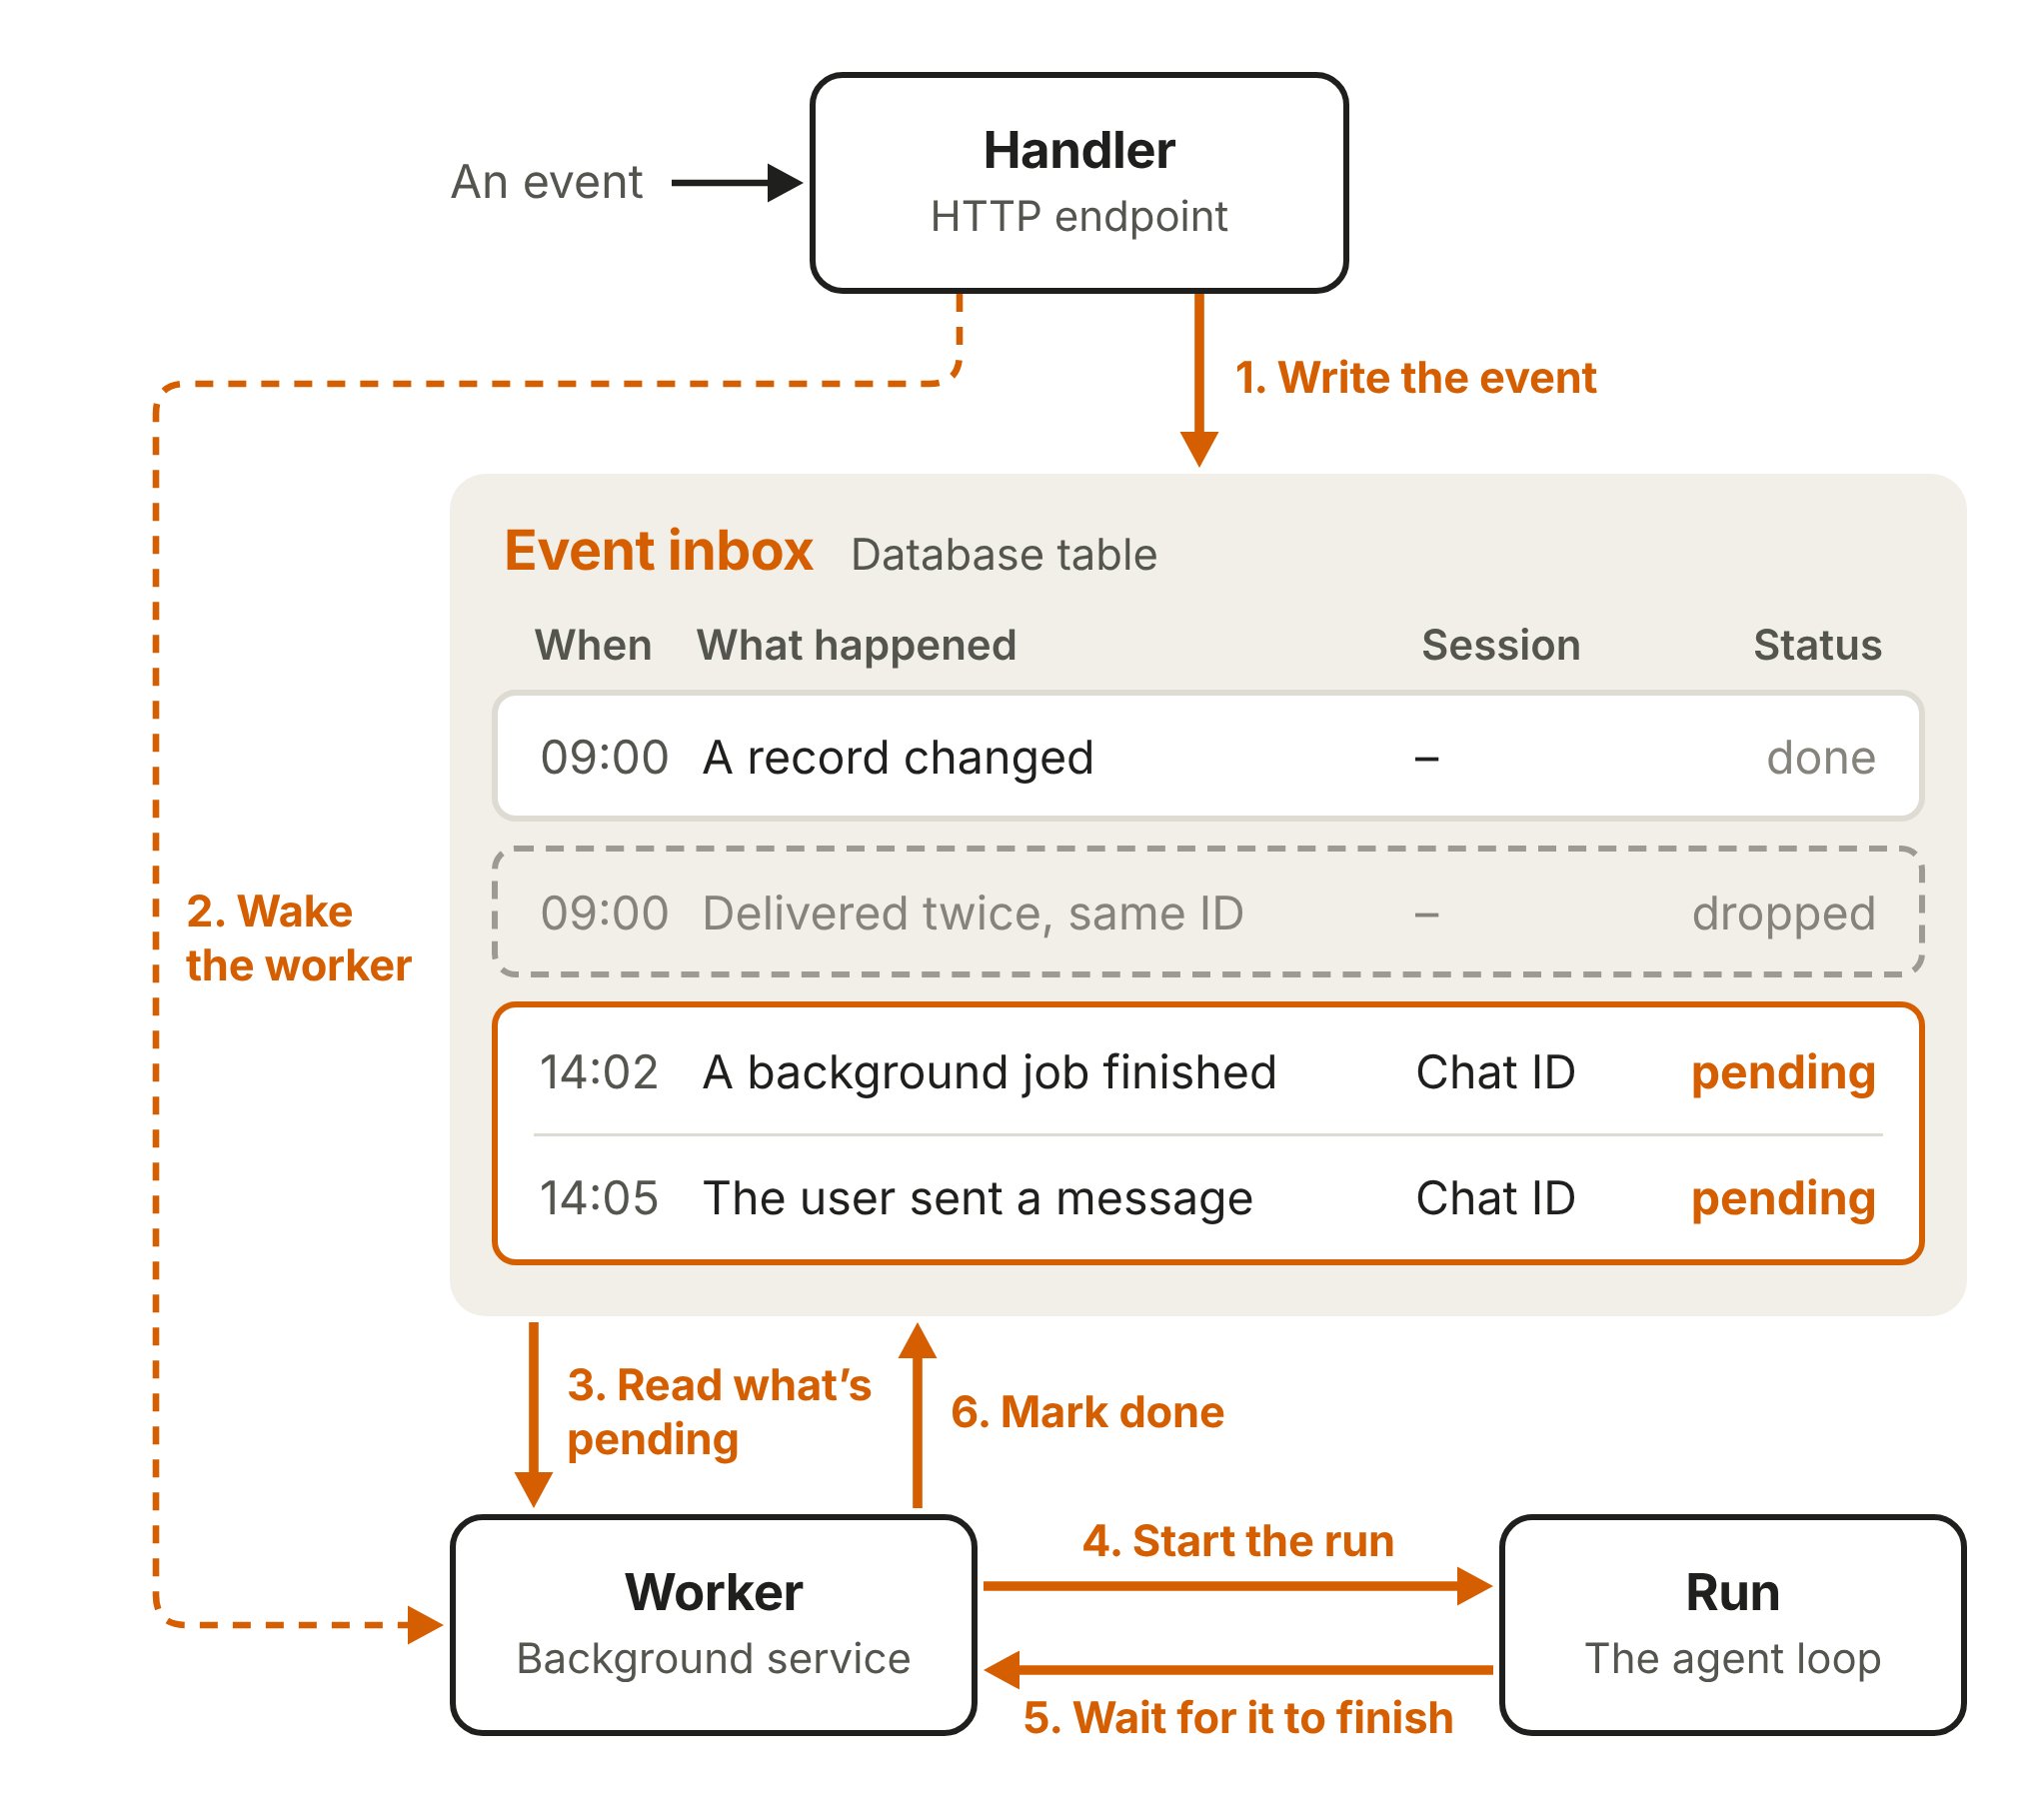 Handler
An event
HTTP endpoint
1. Write the event
Event inbox Database table
When What happened Session Status
09:00 A record changed – done
09:00 Delivered twice, same ID – dropped
2. Wake
the worker
14:02 A background job finished Chat ID pending
14:05 The user sent a message Chat ID pending
3. Read what’s
pending
6. Mark done
4. Start the run
Worker
Background service
Run
The agent loop
5. Wait for it to finish